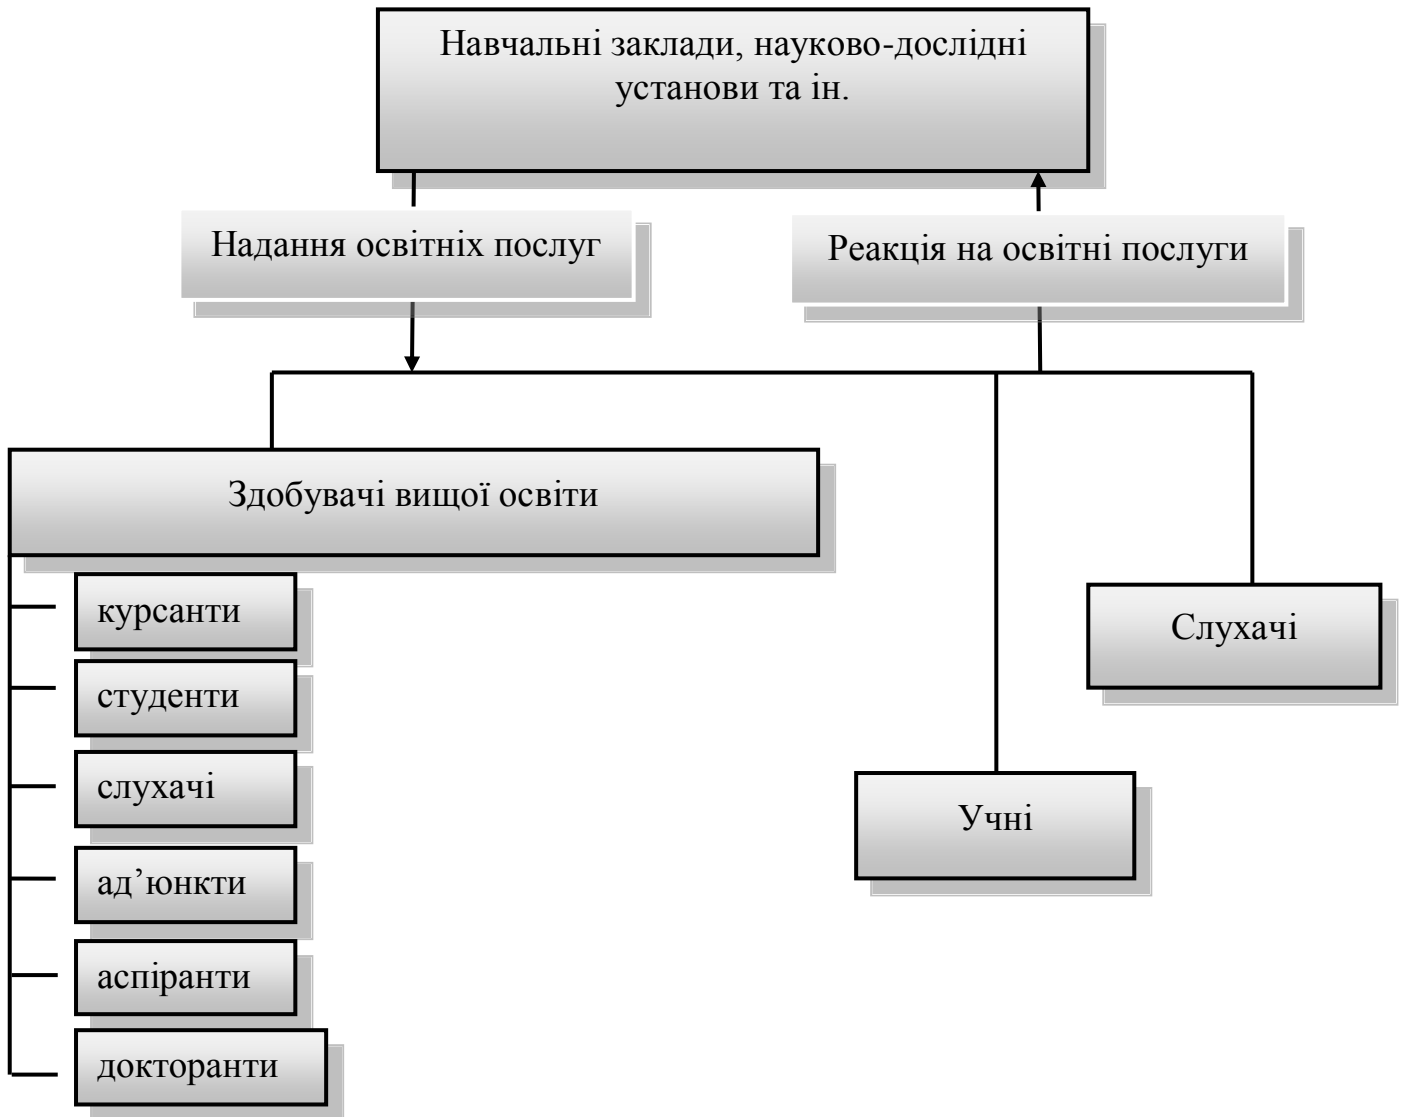 Навчальні заклади, науково-дослідні
установи та ін.
Надання освітніх послуг
Реакція на освітні послуги
Здобувачі вищої освіти
курсанти
студенти
слухачі
ад’юнкти
аспіранти
докторанти
Учні
Слухачі